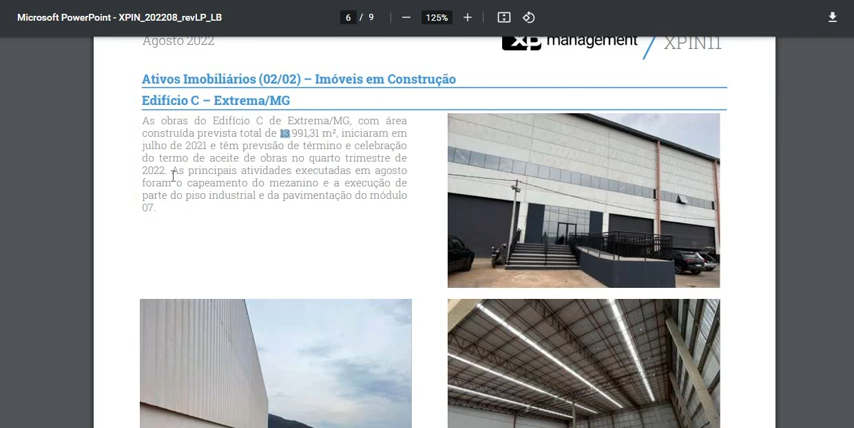 Microsoft PowerPoint - XPIN_202208_revLP_LB
6 / 9
125%
Agosto 2022
xp management
XPIN11
Ativos Imobiliários (02/02) – Imóveis em Construção
Edifício C – Extrema/MG
As obras do Edifício C de Extrema/MG, com área
construída prevista total de 13.991,31 m², iniciaram em
julho de 2021 e têm previsão de término e celebração
do termo de aceite de obras no quarto trimestre de
2022. As principais atividades executadas em agosto
foram o capeamento do mezanino e a execução de
parte do piso industrial e da pavimentação do módulo
07.